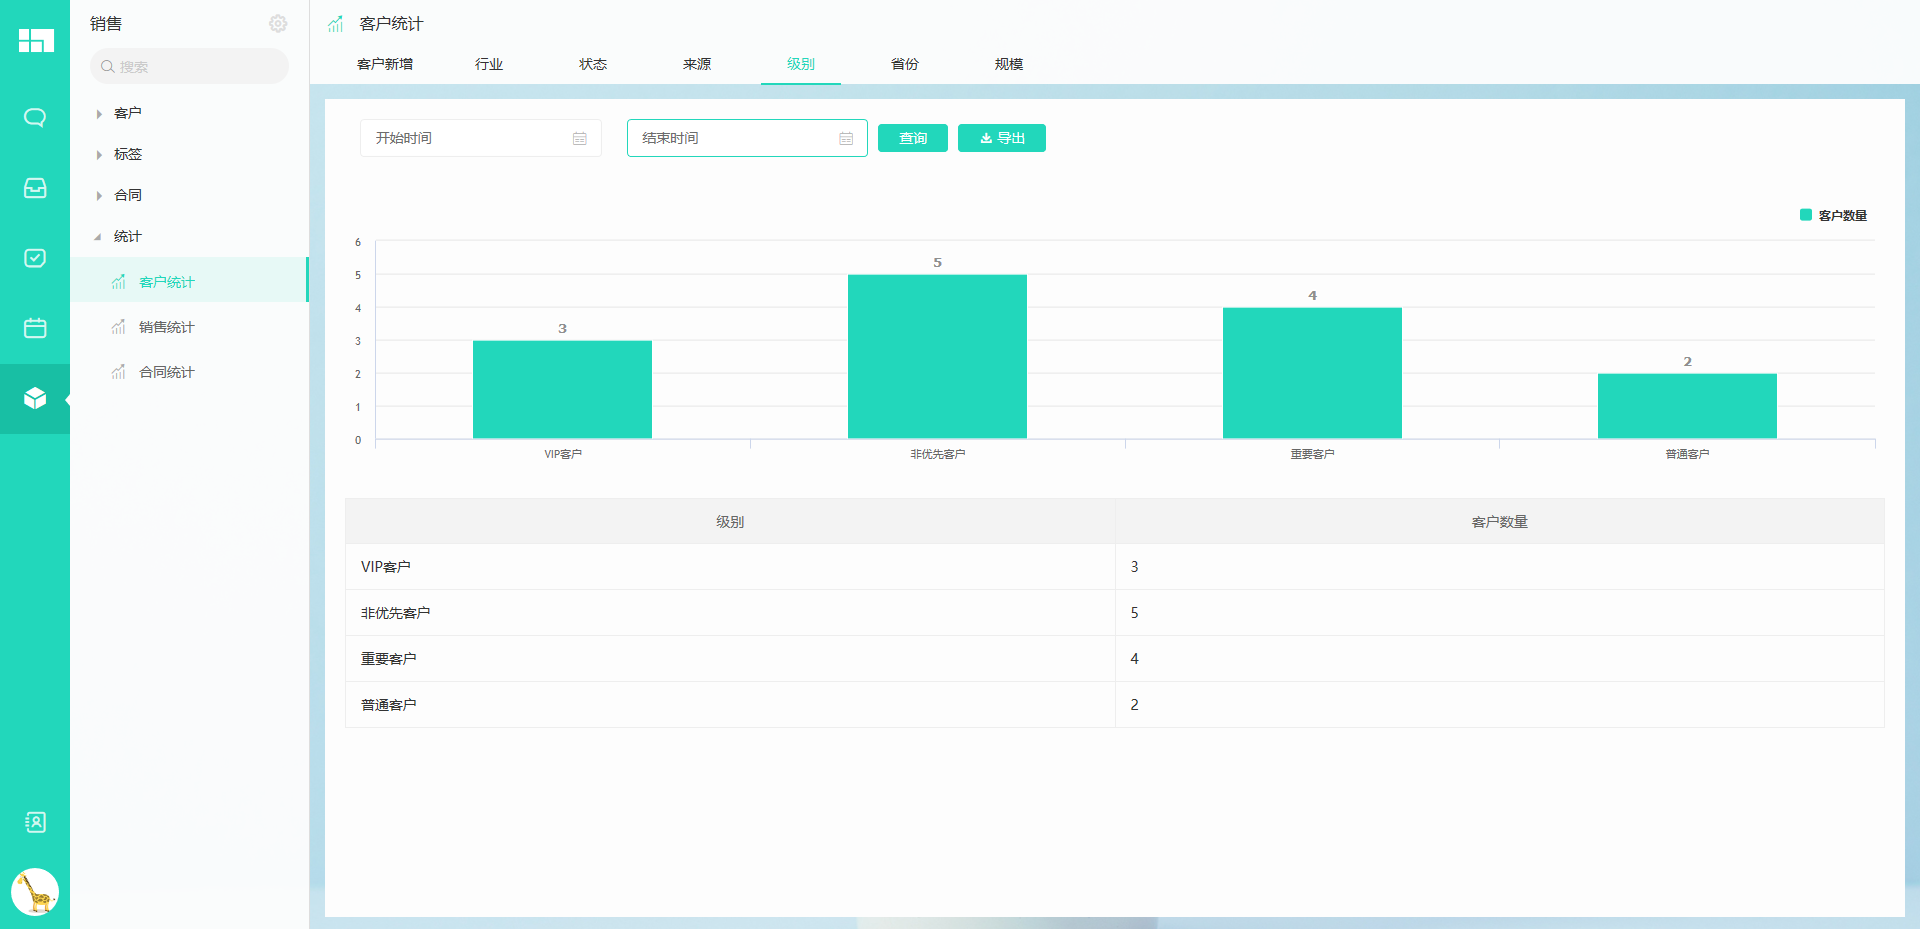 销售
搜索
客户
标签
合同
统计
客户统计
销售统计
合同统计
客户统计
客户新增 行业 状态 来源 级别 省份 规模
开始时间 结束时间 查询 导出
客户数量
6
5
4
3
2
1
0
3 5 4 2
VIP客户 非优先客户 重要客户 普通客户
级别 客户数量
VIP客户 3
非优先客户 5
重要客户 4
普通客户 2